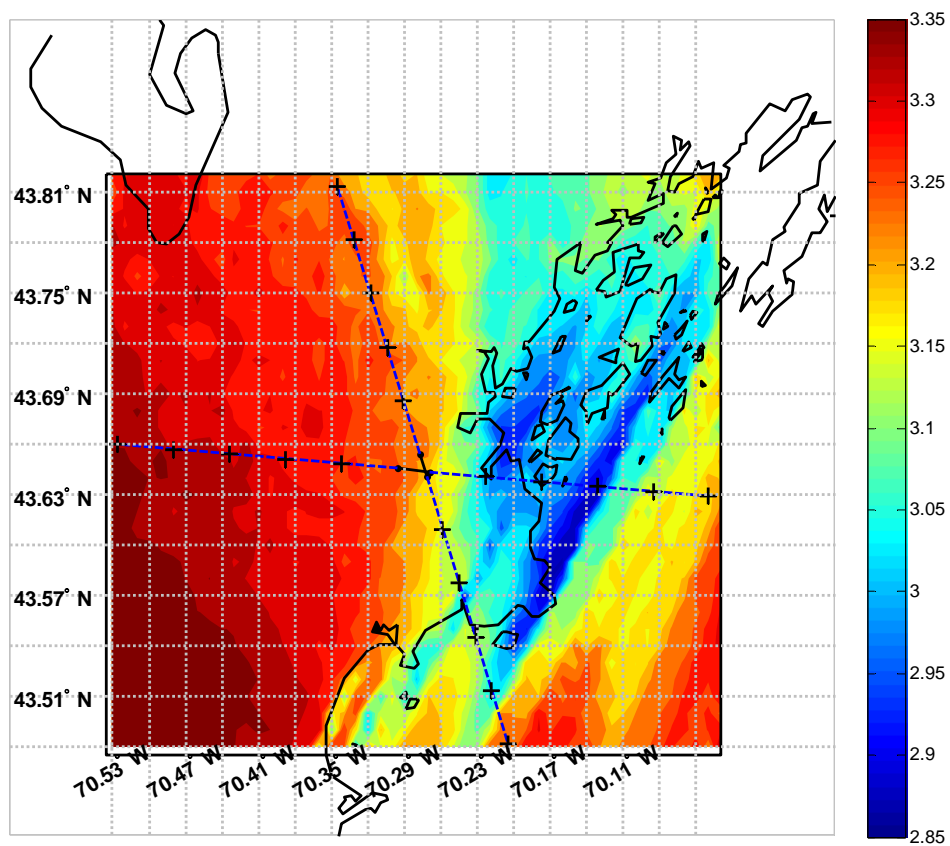 3.35
3.3
3.25
3.2
3.15
3.1
3.05
3
2.95
2.9
2.85
43.81° N
43.75° N
43.69° N
43.63° N
43.57° N
43.51° N
70.53° W
70.47° W
70.41° W
70.35° W
70.29° W
70.23° W
70.17° W
70.11° W